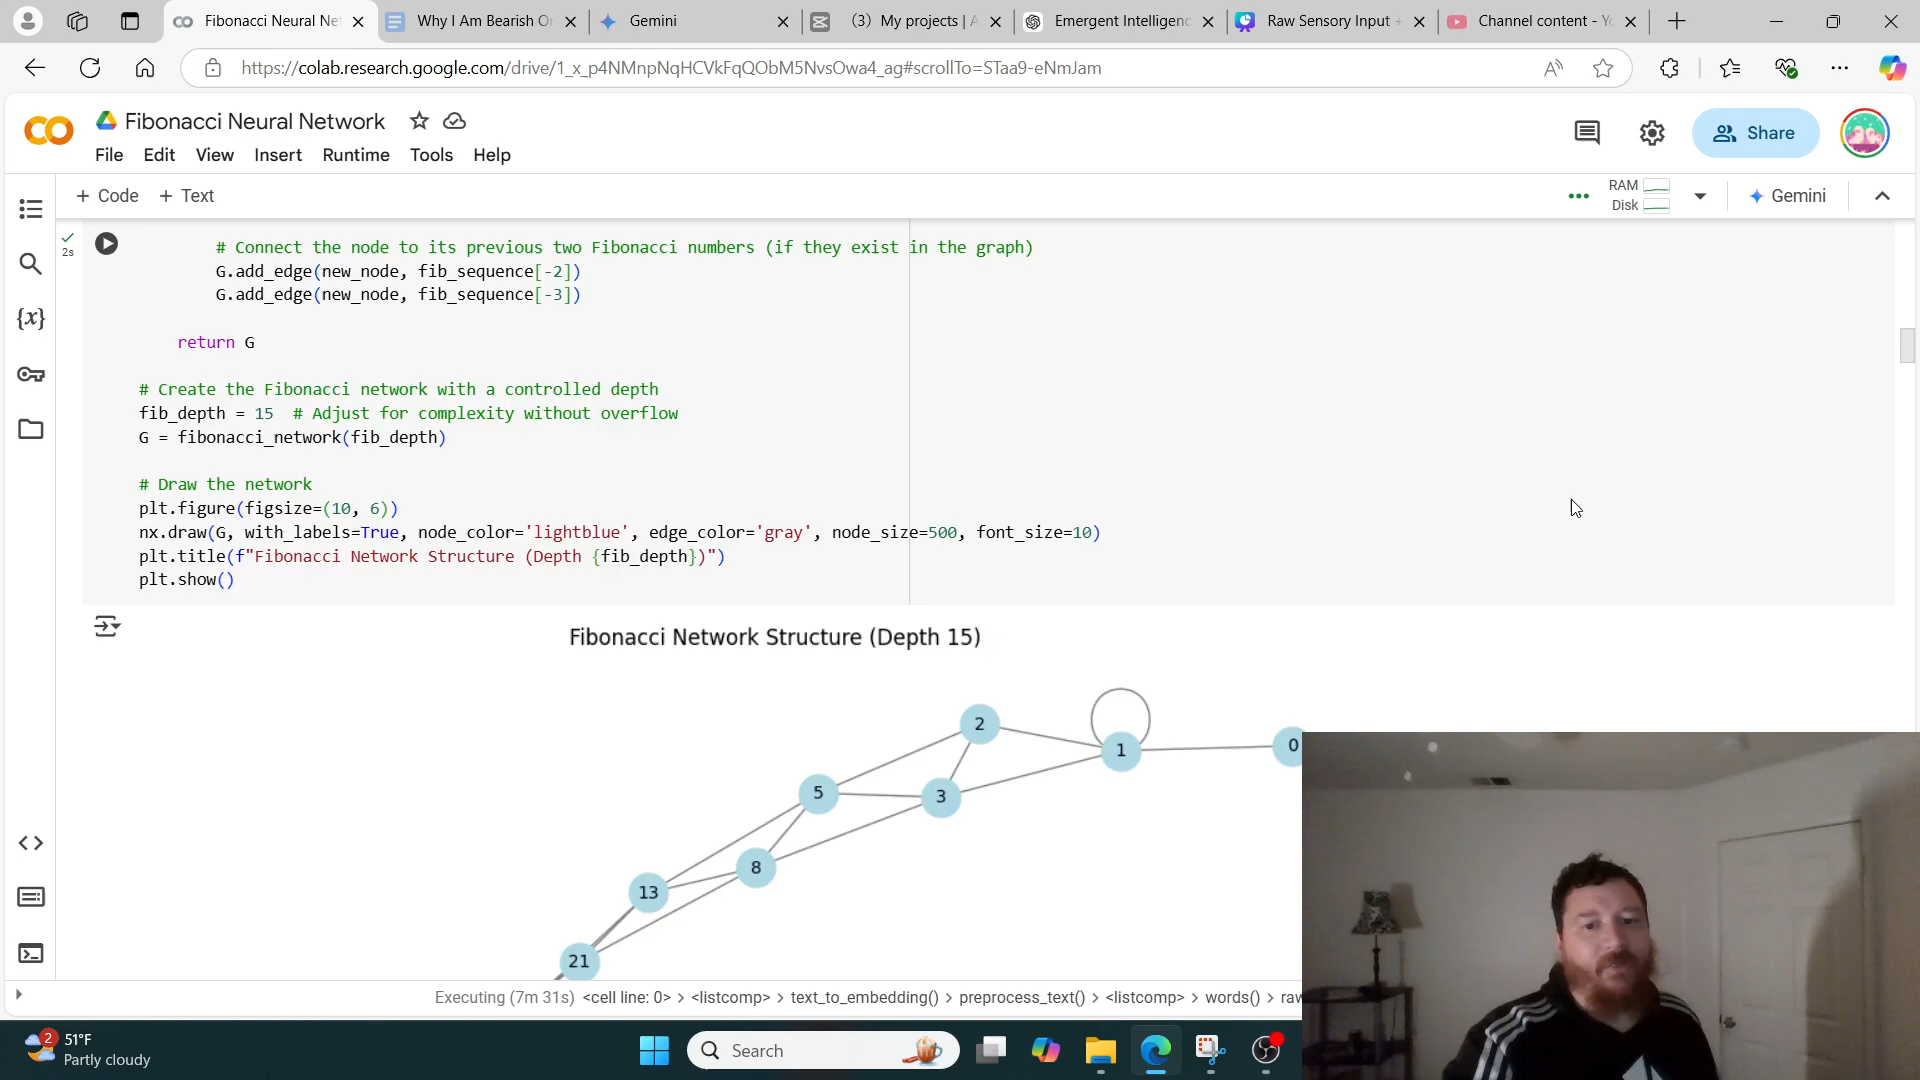 Fibonacci Neural Ne
Why I Am Bearish Or
Gemini
(3) My projects | A
Emergent Intelligenc
Raw Sensory Input +
Channel content - Yo
https://colab.research.google.com/drive/1_x_p4NMnpNqHCVkFqQObM5NvsOwa4_ag#scrollTo=STaa9-eNmJam
Fibonacci Neural Network
File Edit View Insert Runtime Tools Help
Share
+ Code + Text
RAM
Disk
Gemini
2s
# Connect the node to its previous two Fibonacci numbers (if they exist in the graph)
G.add_edge(new_node, fib_sequence[-2])
G.add_edge(new_node, fib_sequence[-3])
return G
# Create the Fibonacci network with a controlled depth
fib_depth = 15 # Adjust for complexity without overflow
G = fibonacci_network(fib_depth)
# Draw the network
plt.figure(figsize=(10, 6))
nx.draw(G, with_labels=True, node_color='lightblue', edge_color='gray', node_size=500, font_size=10)
plt.title(f"Fibonacci Network Structure (Depth {fib_depth})")
plt.show()
Fibonacci Network Structure (Depth 15)
2
1
0
5
3
8
13
21
Executing (7m 31s) <cell line: 0> > <listcomp> > text_to_embedding() > preprocess_text() > <listcomp> > words() > raw
2
51°F
Partly cloudy
Search